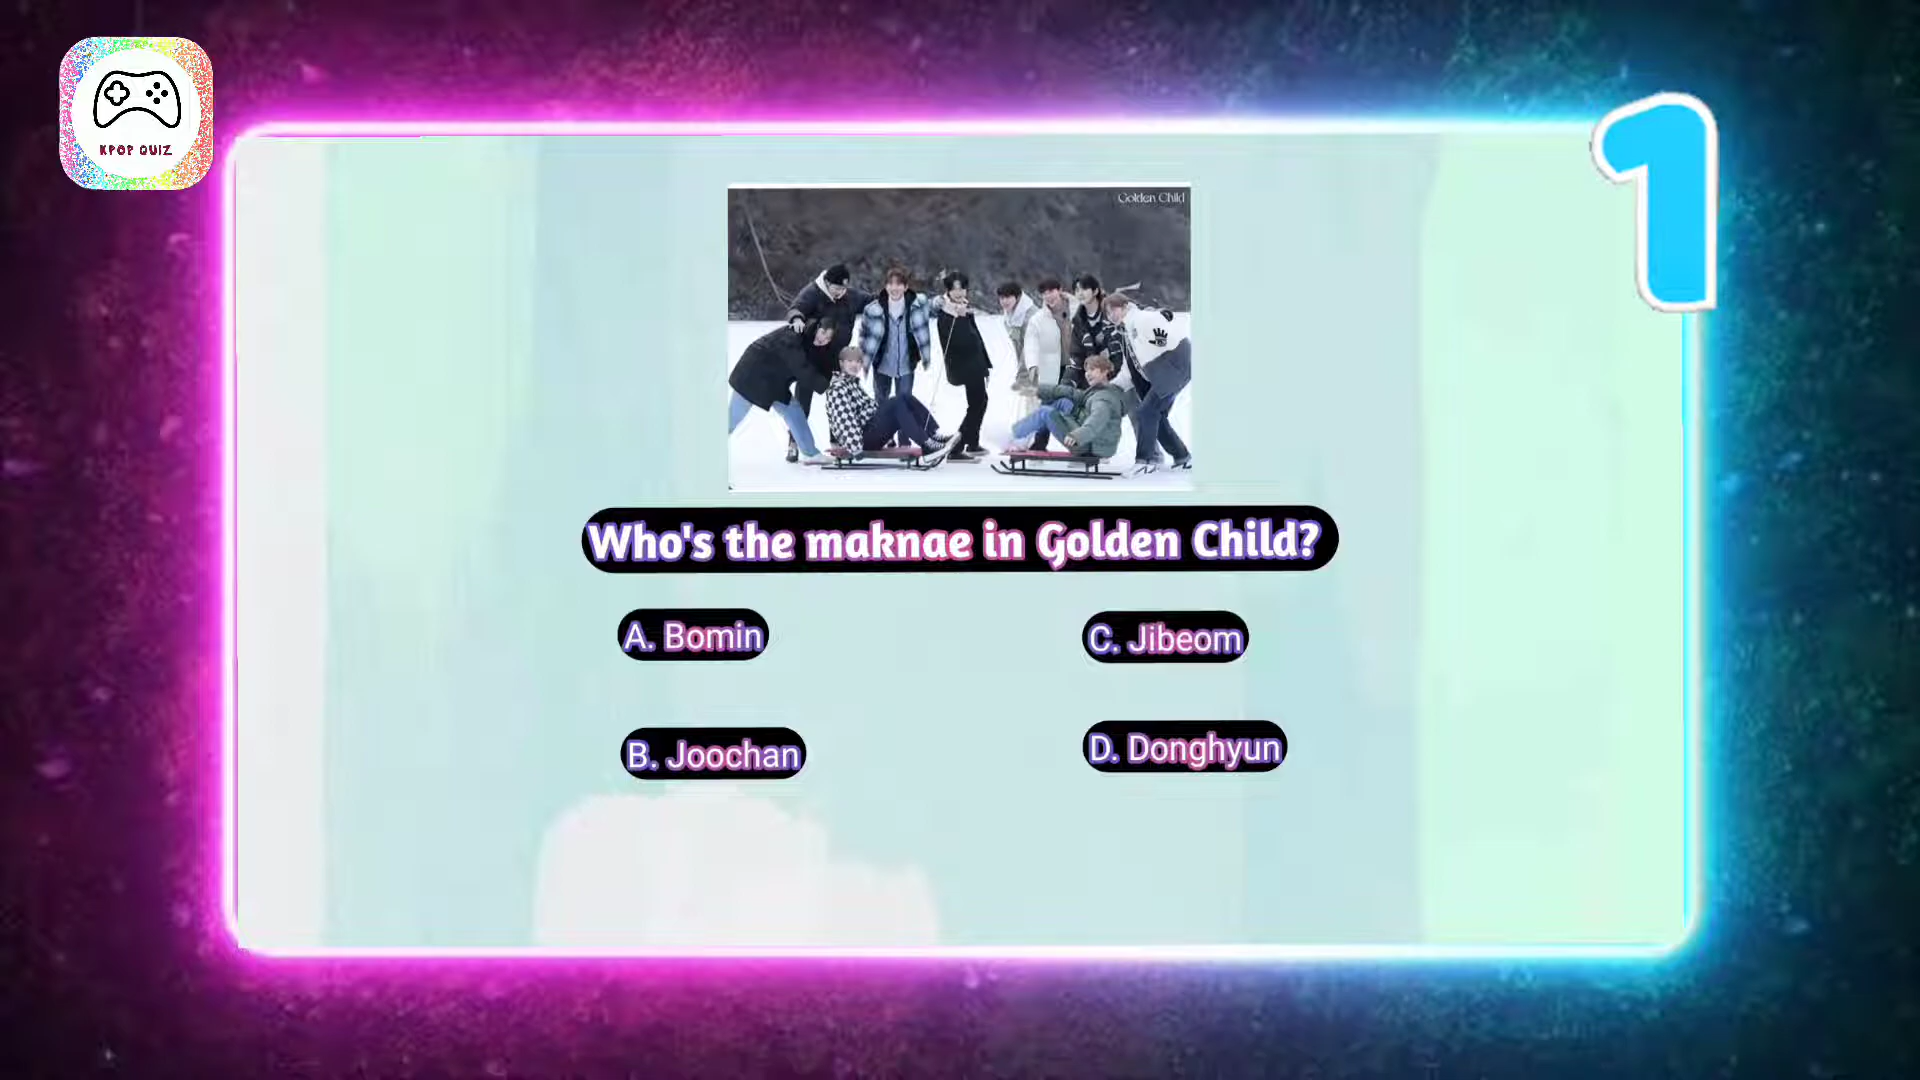 KPOP QUIZ
1
Golden Child
Who's the maknae in Golden Child?
A. Bomin
C. Jibeom
B. Joochan
D. Donghyun